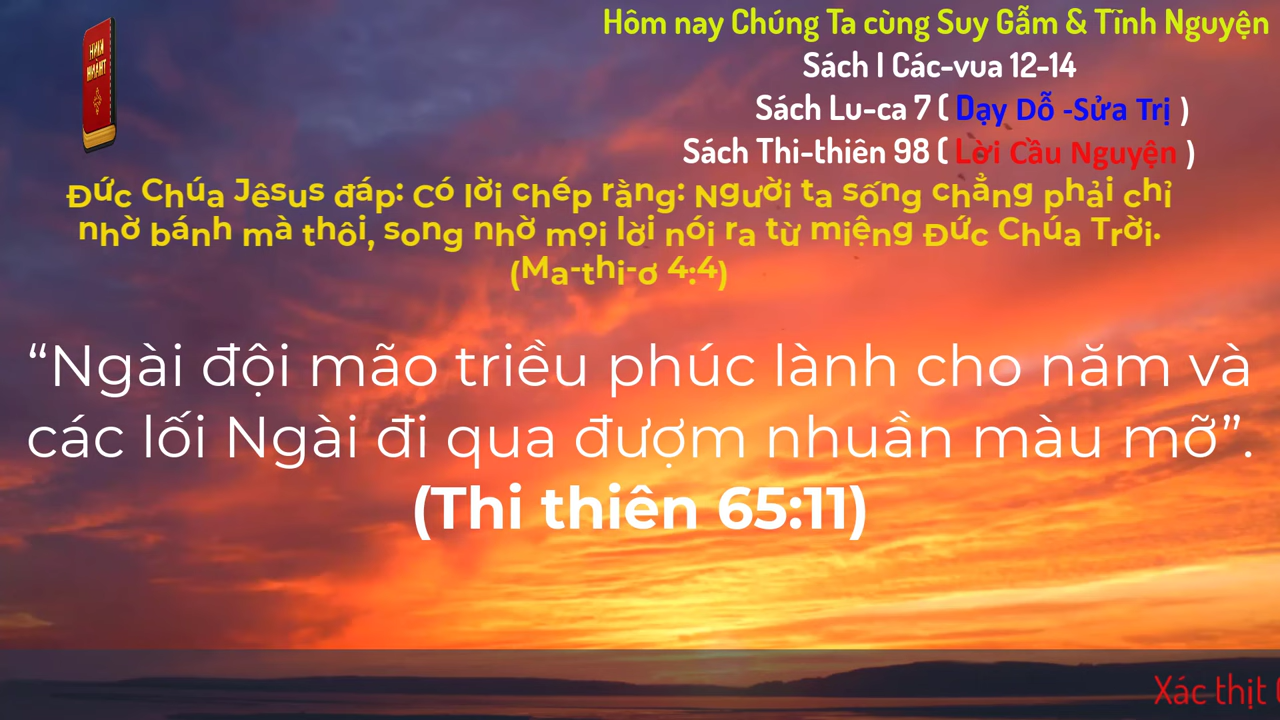 Hôm nay Chúng Ta cùng Suy Gẫm & Tĩnh Nguyện
Sách I Các-vua 12-14
Sách Lu-ca 7 ( Dạy Dỗ -Sửa Trị )
Sách Thi-thiên 98 ( Lời Cầu Nguyện )
KINH
THÁNH
Đức Chúa Jêsus đáp: Có lời chép rằng: Người ta sống chẳng phải chỉ
nhờ bánh mà thôi, song nhờ mọi lời nói ra từ miệng Đức Chúa Trời.
(Ma-thi-ơ 4:4)
“Ngài đội mão triều phúc lành cho năm và
các lối Ngài đi qua đượm nhuần màu mỡ”.
(Thi thiên 65:11)
Xác thịt